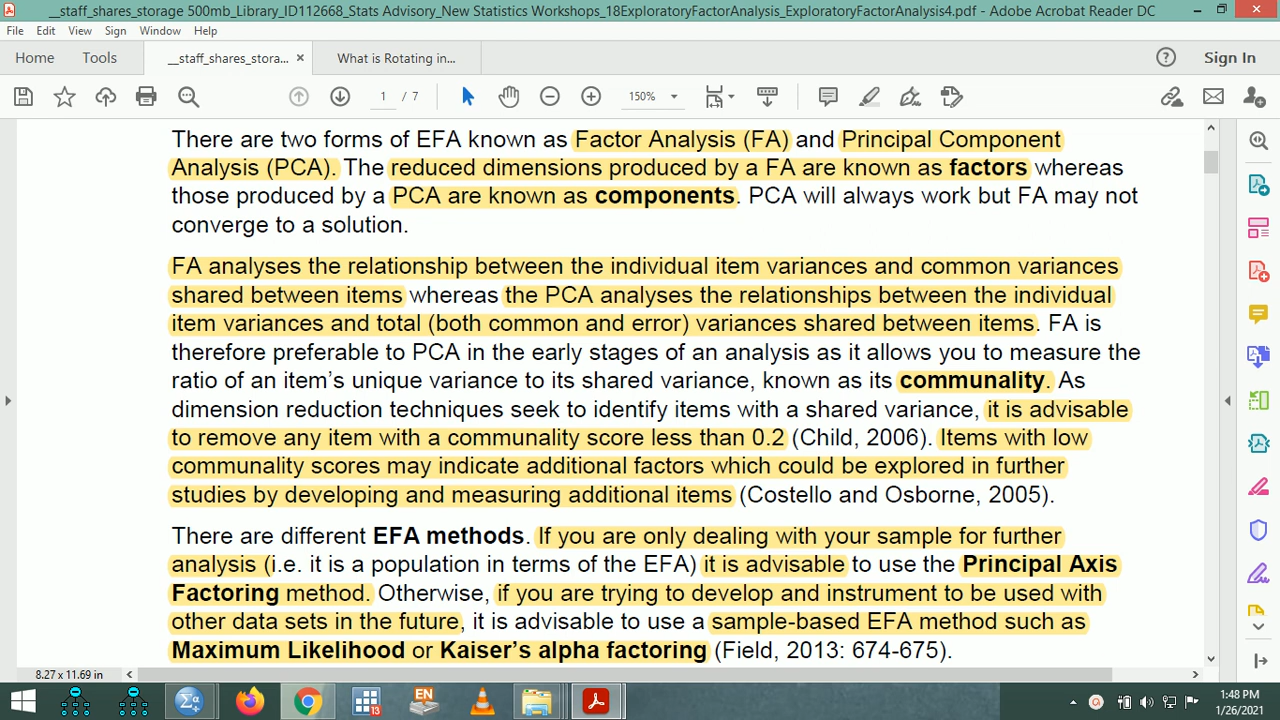 __staff_shares_storage 500mb_Library_ID112668_Stats Advisory_New Statistics Workshops_18ExploratoryFactorAnalysis_ExploratoryFactorAnalysis4.pdf - Adobe Acrobat Reader DC
File Edit View Sign Window Help
Home Tools __staff_shares_stora... × What is Rotating in... Sign In
1 / 7 150%
There are two forms of EFA known as Factor Analysis (FA) and Principal Component
Analysis (PCA). The reduced dimensions produced by a FA are known as factors whereas
those produced by a PCA are known as components. PCA will always work but FA may not
converge to a solution.
FA analyses the relationship between the individual item variances and common variances
shared between items whereas the PCA analyses the relationships between the individual
item variances and total (both common and error) variances shared between items. FA is
therefore preferable to PCA in the early stages of an analysis as it allows you to measure the
ratio of an item’s unique variance to its shared variance, known as its communality. As
dimension reduction techniques seek to identify items with a shared variance, it is advisable
to remove any item with a communality score less than 0.2 (Child, 2006). Items with low
communality scores may indicate additional factors which could be explored in further
studies by developing and measuring additional items (Costello and Osborne, 2005).
There are different EFA methods. If you are only dealing with your sample for further
analysis (i.e. it is a population in terms of the EFA) it is advisable to use the Principal Axis
Factoring method. Otherwise, if you are trying to develop and instrument to be used with
other data sets in the future, it is advisable to use a sample-based EFA method such as
Maximum Likelihood or Kaiser’s alpha factoring (Field, 2013: 674-675).
8.27 x 11.69 in
Σα
13
EN
1:48 PM
1/26/2021